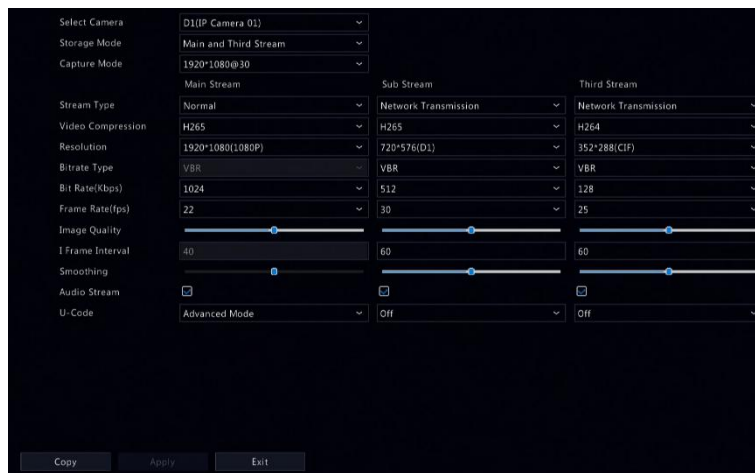 Select Camera D1(IP Camera 01)
Storage Mode Main and Third Stream
Capture Mode 1920*1080@30
Main Stream Sub Stream Third Stream
Stream Type Normal Network Transmission Network Transmission
Video Compression H265 H265 H264
Resolution 1920*1080(1080P) 720*576(D1) 352*288(CIF)
Bitrate Type VBR VBR VBR
Bit Rate(Kbps) 1024 512 128
Frame Rate(fps) 22 30 25
Image Quality
I Frame Interval 40 60 60
Smoothing
Audio Stream
U-Code Advanced Mode Off Off
Copy Apply Exit